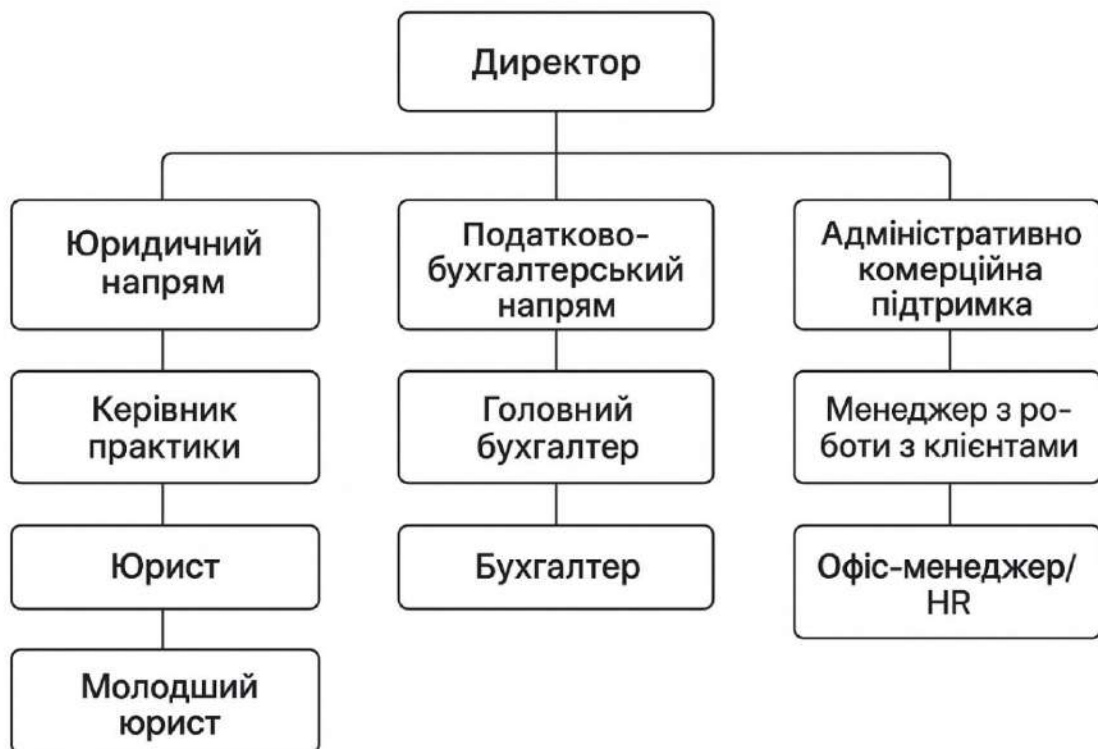 Директор
Юридичний
напрям
Податково-
бухгалтерський
напрям
Адміністративно
комерційна
підтримка
Керівник
практики
Головний
бухгалтер
Менеджер з ро-
боти з клієнтами
Юрист
Бухгалтер
Офіс-менеджер/
HR
Молодший
юрист